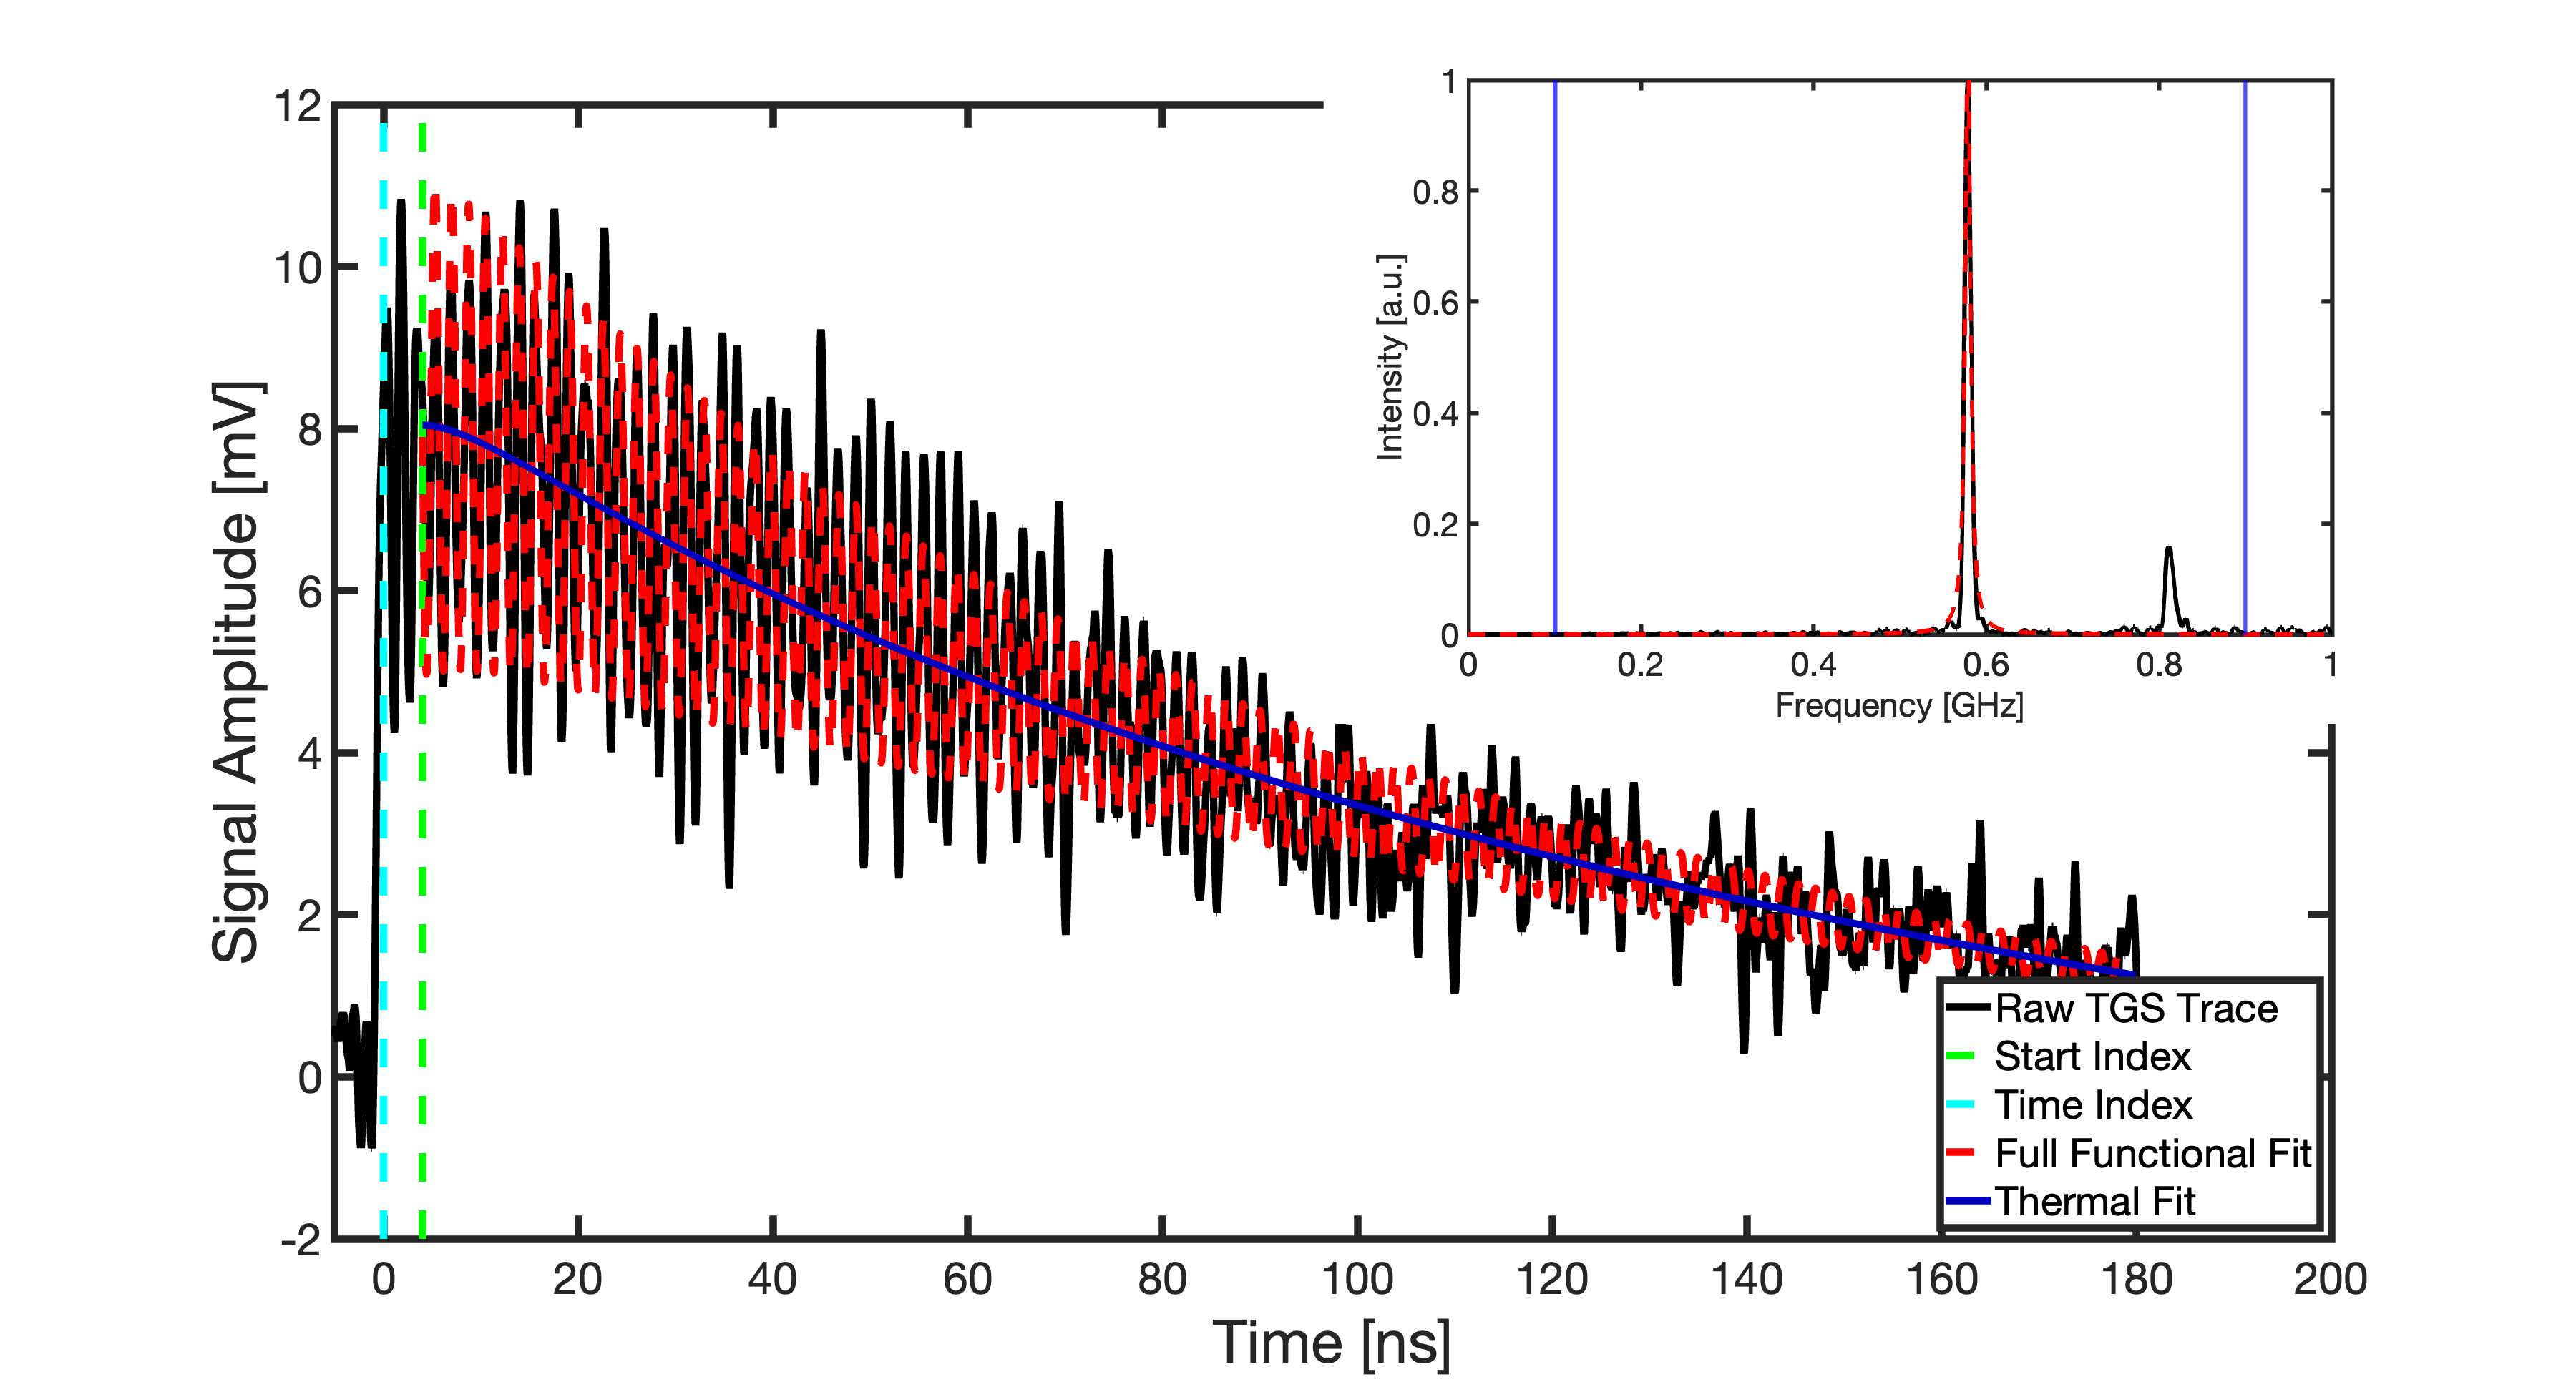 12
10
8
6
4
2
0
-2
Signal Amplitude [mV]
0 20 40 60 80 100 120 140 160 180 200
Time [ns]
1
0.8
0.6
0.4
0.2
0
Intensity [a.u.]
0 0.2 0.4 0.6 0.8 1
Frequency [GHz]
Raw TGS Trace
Start Index
Time Index
Full Functional Fit
Thermal Fit